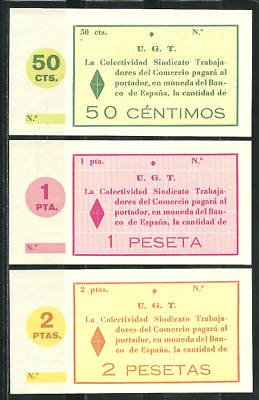 50
CTS.
N.º
50 cts.
U. G. T.
La Colectividad Sindicato Trabaja-
dores del Comercio pagará al
portador, en moneda del Ban-
co de España, la cantidad de
50 CÉNTIMOS
1
PTA.
N.º
1 pta.
U. G. T.
La Colectividad Sindicato Trabaja-
dores del Comercio pagará al
portador, en moneda del Ban-
co de España, la cantidad de
1 PESETA
2
PTAS.
N.º
2 ptas.
U. G. T.
La Colectividad Sindicato Trabaja-
dores del Comercio pagará al
portador, en moneda del Ban-
co de España, la cantidad de
2 PESETAS